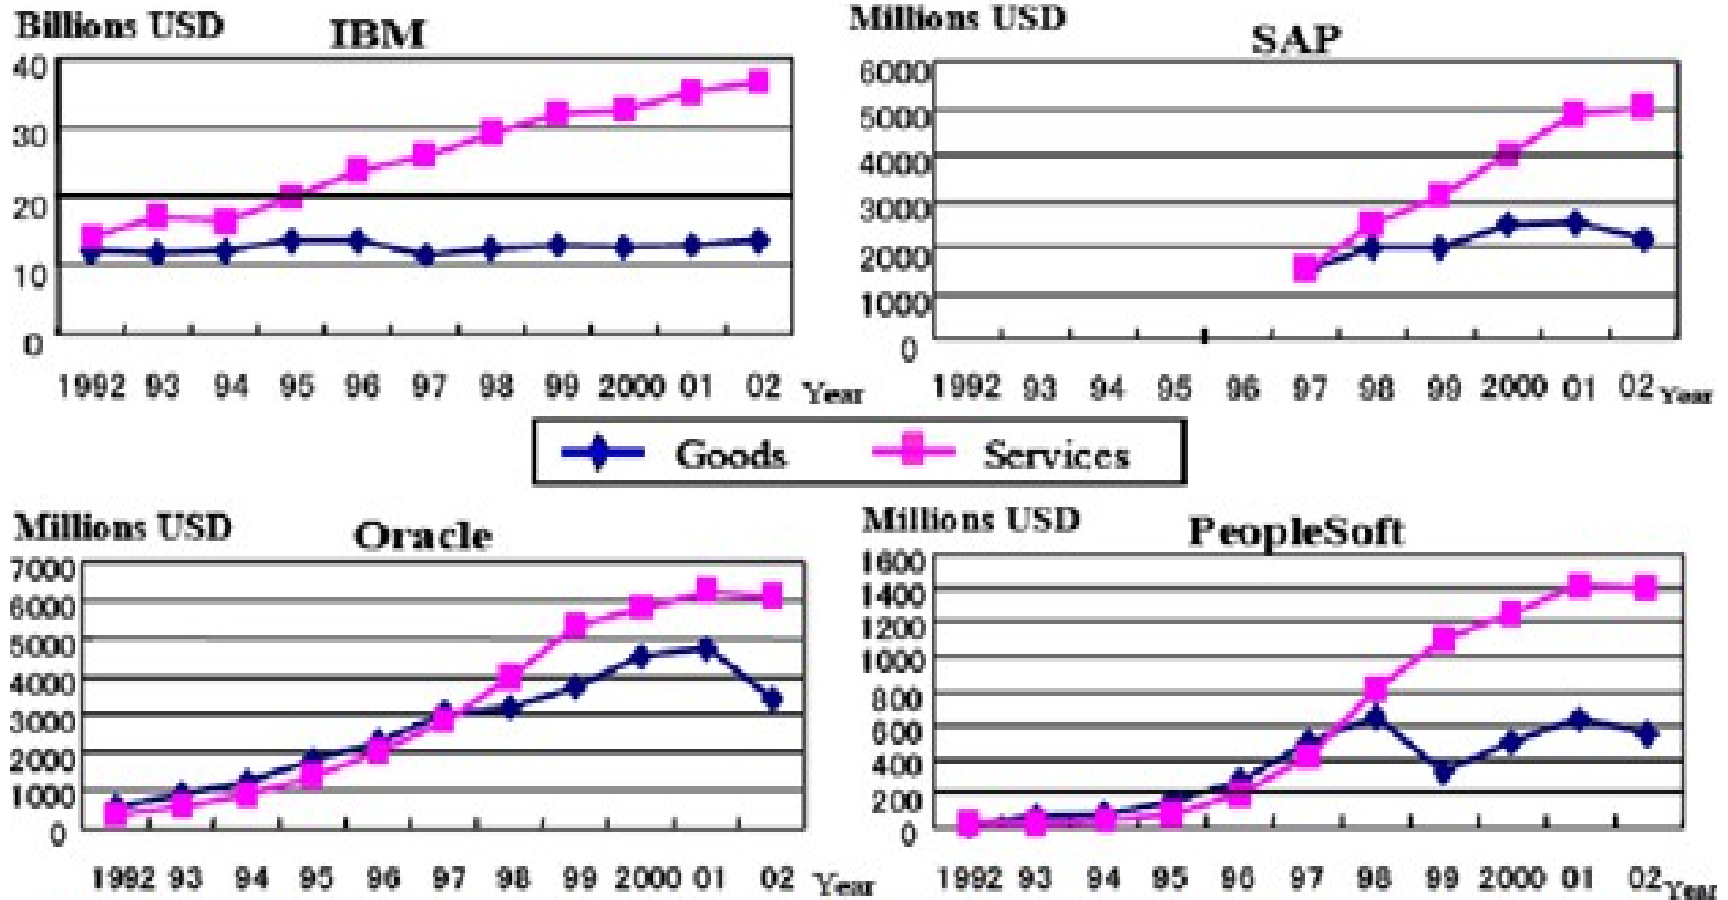 Billions USD
IBM
40
30
20
10
0
1992 93 94 95 96 97 98 99 2000 01 02 Year
Millions USD
SAP
6000
5000
4000
3000
2000
1000
0
1992 93 94 95 96 97 98 99 2000 01 02 Year
Goods Services
Millions USD
Oracle
7000
6000
5000
4000
3000
2000
1000
0
1992 93 94 95 96 97 98 99 2000 01 02 Year
Millions USD
PeopleSoft
1600
1400
1200
1000
800
600
400
200
0
1992 93 94 95 96 97 98 99 2000 01 02 Year